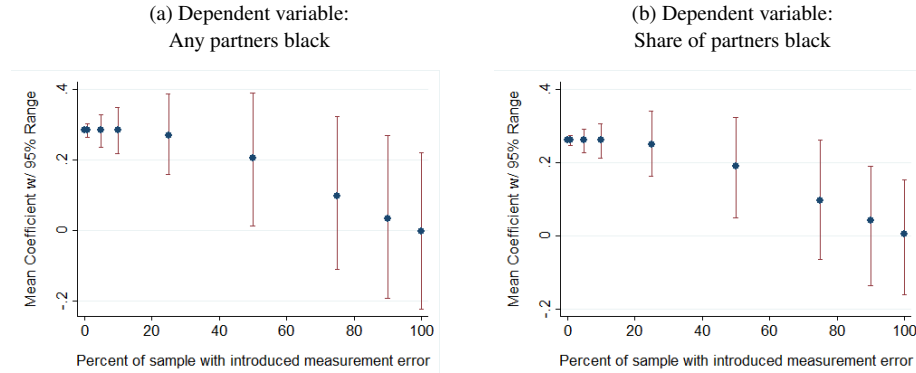 (a) Dependent variable:
Any partners black
Mean Coefficient w/ 95% Range
.4
.2
0
-.2
0 20 40 60 80 100
Percent of sample with introduced measurement error
(b) Dependent variable:
Share of partners black
Mean Coefficient w/ 95% Range
.4
.2
0
-.2
0 20 40 60 80 100
Percent of sample with introduced measurement error